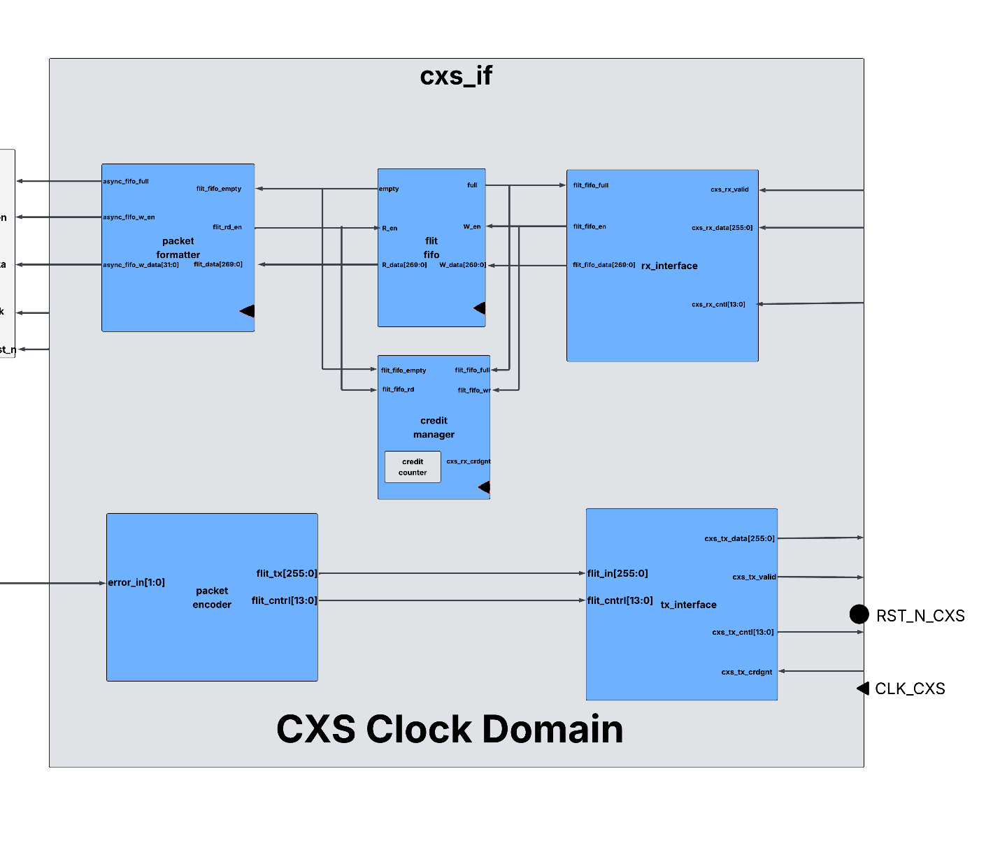 cxs_if
en
ta
k
st_n
async_fifo_full
flit_fifo_empty
async_fifo_w_en
flit_rd_en
packet
formatter
async_fifo_w_data[31:0]
flit_data[269:0]
empty
full
R_en
W_en
flit
fifo
R_data[269:0]
W_data[269:0]
flit_fifo_full
cxs_rx_valid
flit_fifo_en
cxs_rx_data[255:0]
flit_fifo_data[269:0]
rx_interface
cxs_rx_cntl[13:0]
flit_fifo_empty
flit_fifo_full
flit_fifo_rd
flit_fifo_wr
credit
manager
credit
counter
cxs_rx_crdgnt
error_in[1:0]
flit_tx[255:0]
packet
encoder
flit_cntrl[13:0]
cxs_tx_data[255:0]
flit_in[255:0]
cxs_tx_valid
flit_cntrl[13:0]
tx_interface
cxs_tx_cntl[13:0]
cxs_tx_crdgnt
RST_N_CXS
CLK_CXS
CXS Clock Domain